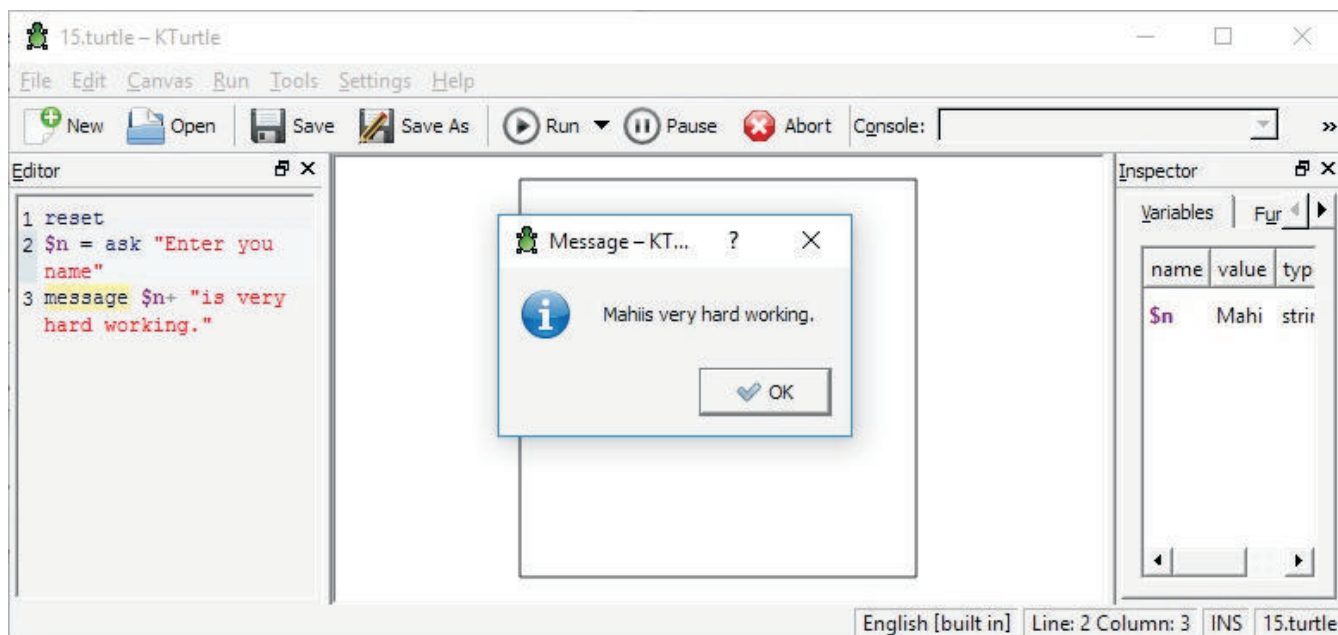 15.turtle – KTurtle
File Edit Canvas Run Tools Settings Help
New Open Save Save As Run Pause Abort Console: »
Editor
1 reset
2 $n = ask "Enter you
name"
3 message $n+ "is very
hard working."
Message – KT... ?
Mahiis very hard working.
OK
Inspector
Variables Fur
name value typ
$n Mahi strin
English [built in] Line: 2 Column: 3 INS 15.turtle